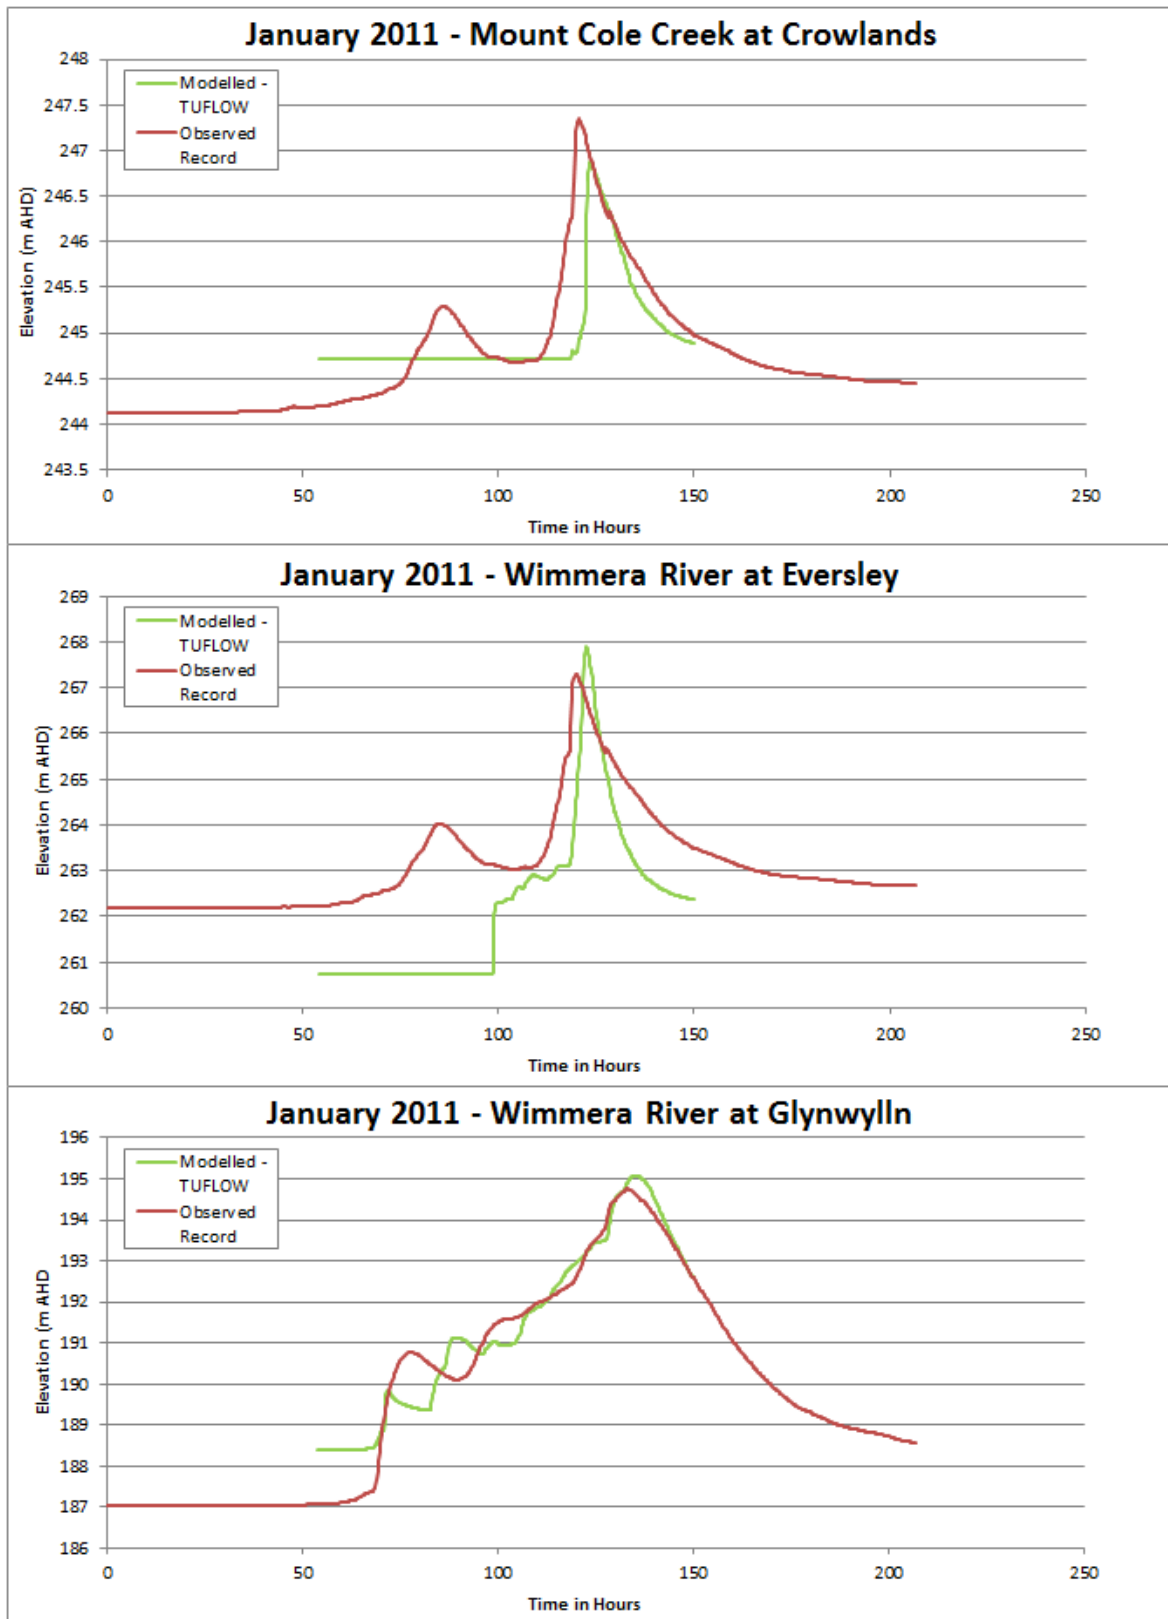 January 2011 - Mount Cole Creek at Crowlands
248
247.5
247
246.5
246
245.5
245
244.5
244
243.5
Elevation (m AHD)
Modelled -
TUFLOW
Observed
Record
0 50 100 150 200 250
Time in Hours
January 2011 - Wimmera River at Eversley
269
268
267
266
265
264
263
262
261
260
Elevation (m AHD)
Modelled -
TUFLOW
Observed
Record
0 50 100 150 200 250
Time in Hours
January 2011 - Wimmera River at Glynwylln
196
195
194
193
192
191
190
189
188
187
186
Elevation (m AHD
Modelled -
TUFLOW
Observed
Record
0 50 100 150 200 250
Time in Hours